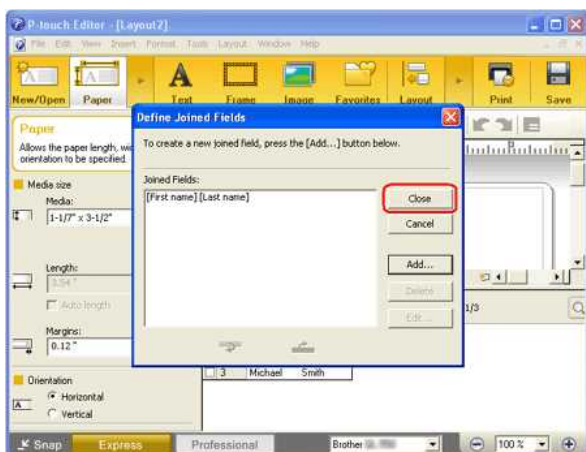 P-touch Editor - [Layout2]
File Edit View Insert Format Tools Layout Window Help
New/Open Paper Text Frame Image Favorites Layout Print Save
Paper
Allows the paper length, wi
orientation to be specified.
Media size
Media:
1-1/7" x 3-1/2"
Length:
3.54"
Auto length
Margins:
0.12"
Orientation
Horizontal
Vertical
Define Joined Fields
To create a new joined field, press the [Add...] button below.
Joined Fields:
[First name] [Last name]
Close
Cancel
Add...
Delete
Edit...
1/3
3 Michael Smith
Snap Express Professional Brother 100 %